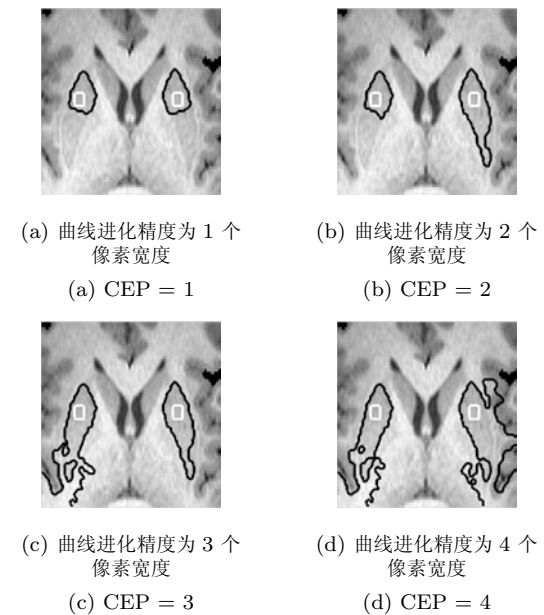 (a) 曲线进化精度为 1 个
像素宽度
(a) CEP = 1
(b) 曲线进化精度为 2 个
像素宽度
(b) CEP = 2
(c) 曲线进化精度为 3 个
像素宽度
(c) CEP = 3
(d) 曲线进化精度为 4 个
像素宽度
(d) CEP = 4